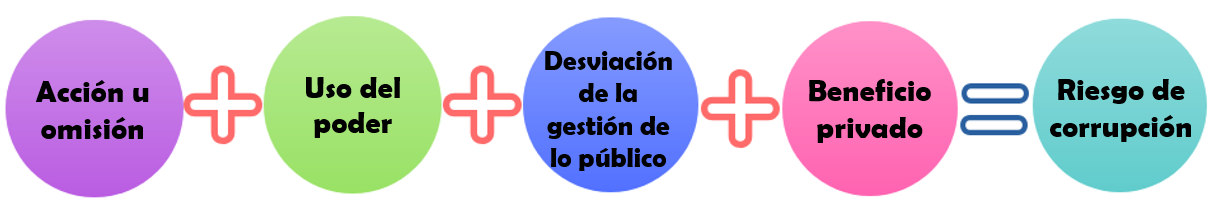 Acción u
omisión
Uso del
poder
Desviación
de la
gestión de
lo público
Beneficio
privado
Riesgo de
corrupción